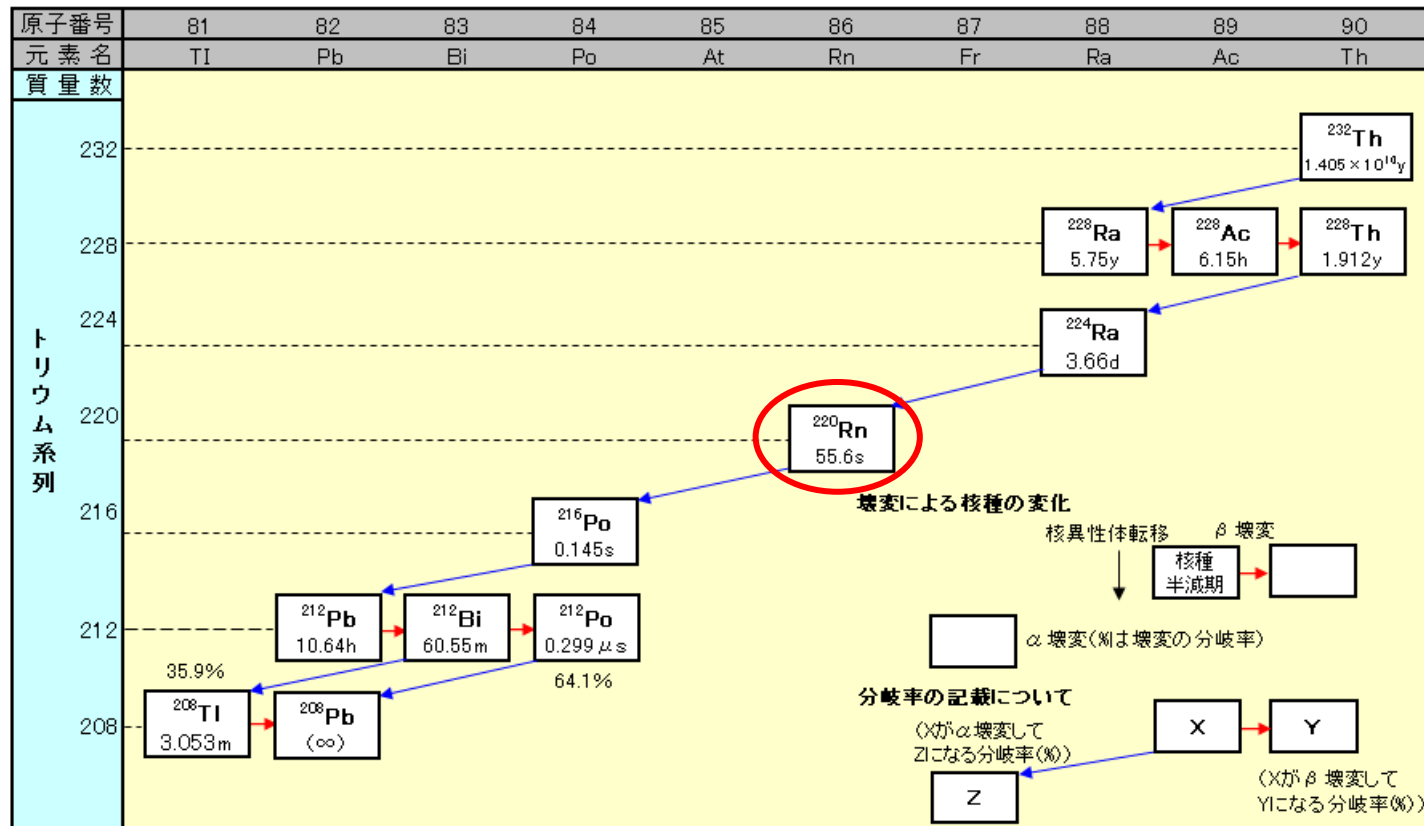 原子番号 81 82 83 84 85 86 87 88 89 90
元素名 Tl Pb Bi Po At Rn Fr Ra Ac Th
質量数
トリウム系列
232
²³²Th
1.405×10¹⁰y
228
²²⁸Ra ²²⁸Ac ²²⁸Th
5.75y 6.15h 1.912y
224
²²⁴Ra
3.66d
220
²²⁰Rn
55.6s
216
²¹⁶Po
0.145s
212
²¹²Pb ²¹²Bi ²¹²Po
10.64h 60.55m 0.299μs
35.9% 64.1%
208
²⁰⁸Tl ²⁰⁸Pb
3.053m (∞)
壊変による核種の変化
核異性体転移 β壊変
核種
半減期
α壊変(%は壊変の分岐率)
分岐率の記載について
(Xがα壊変して
Zになる分岐率(%))
X Y
Z
(Xがβ壊変して
Yになる分岐率(%))